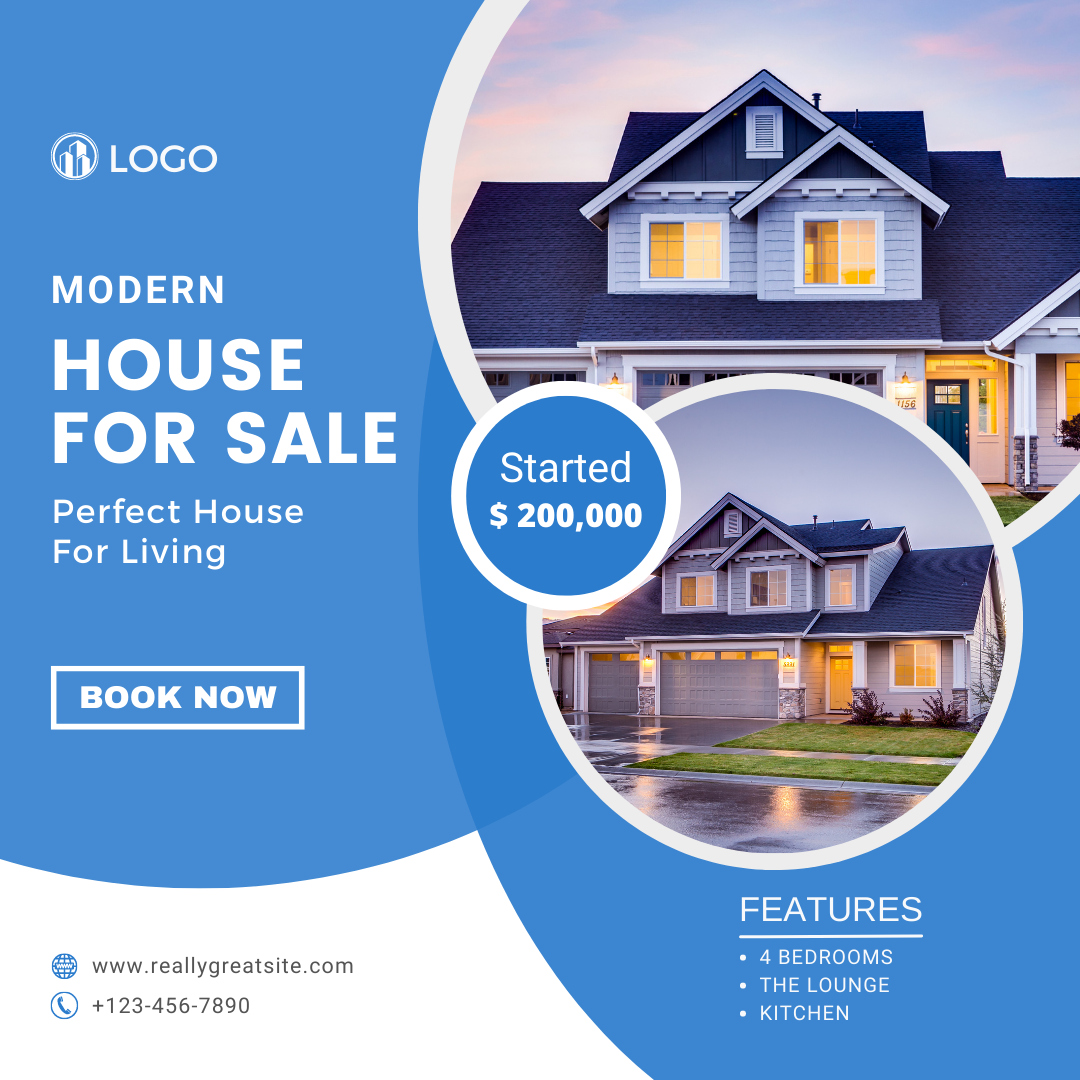 LOGO
MODERN
HOUSE
FOR SALE
Perfect House
For Living
BOOK NOW
Started
$ 200,000
1156
FEATURES
• 4 BEDROOMS
• THE LOUNGE
• KITCHEN
www.reallygreatsite.com
+123-456-7890